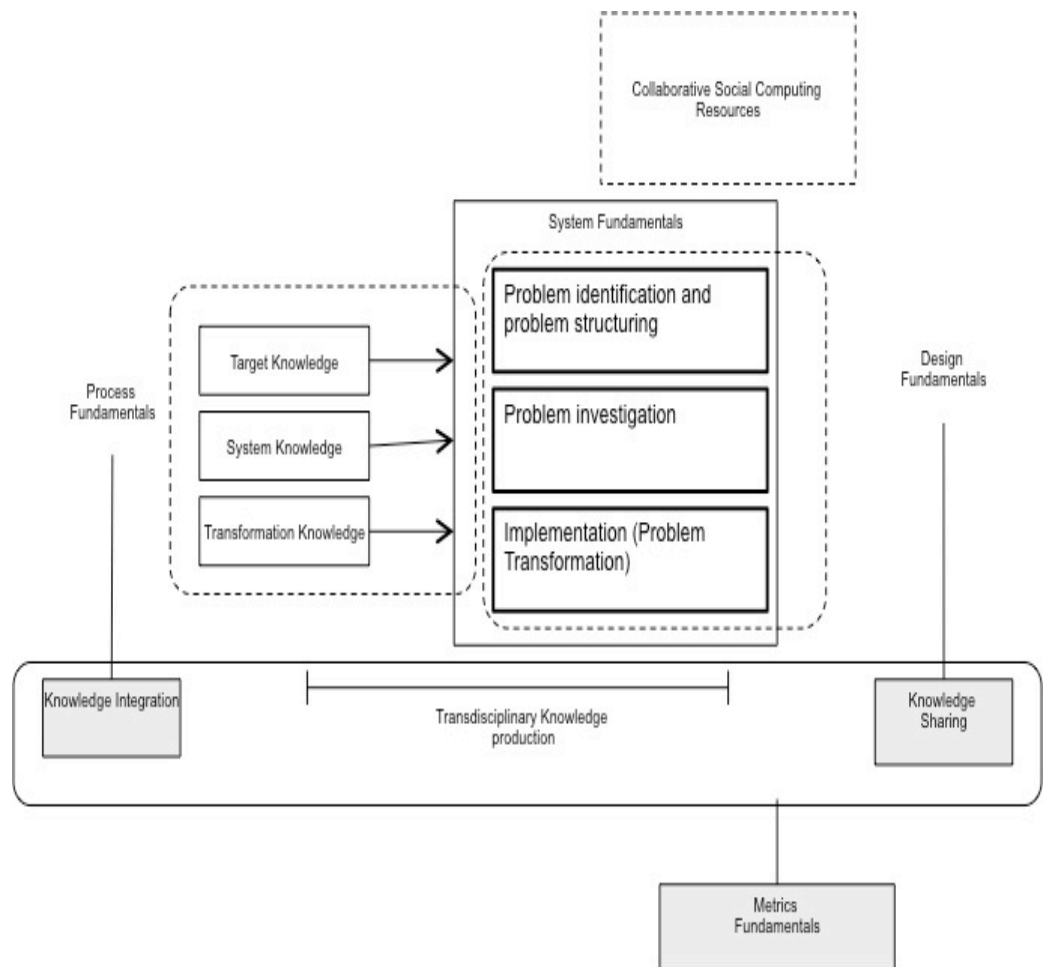 Collaborative Social Computing
Resources
System Fundamentals
Problem identification and
problem structuring
Target Knowledge
Design
Fundamentals
Process
Fundamentals
Problem investigation
System Knowledge
Transformation Knowledge
Implementation (Problem
Transformation)
Knowledge Integration
Transdisciplinary Knowledge
production
Knowledge
Sharing
Metrics
Fundamentals